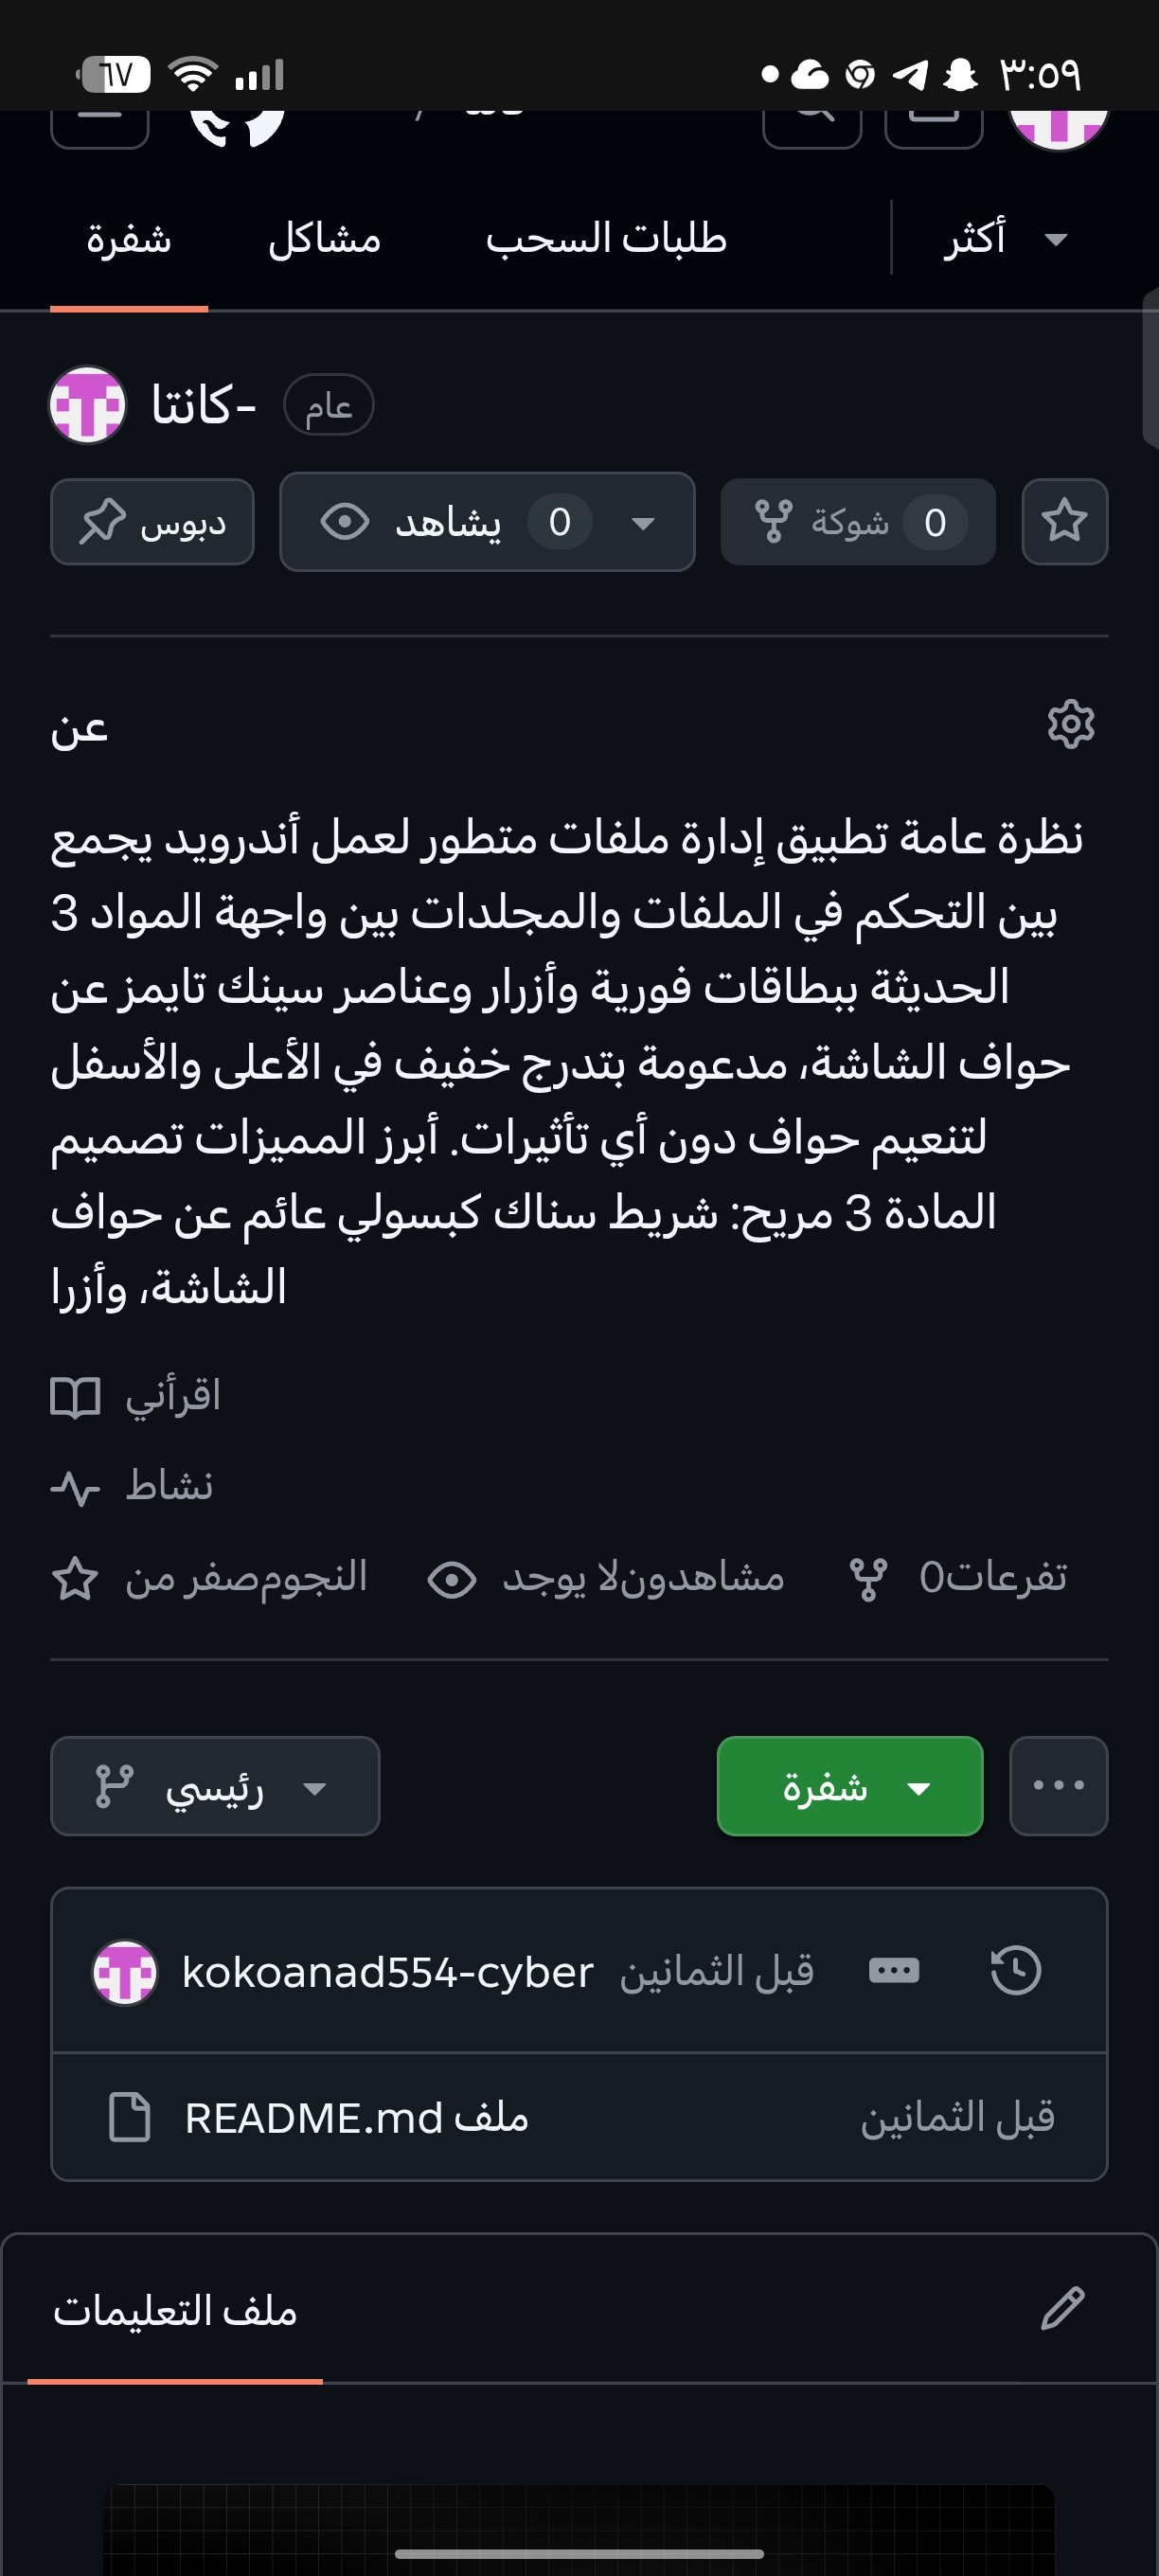 ٣:٥٩
٦٧
شفرة
مشاكل
طلبات السحب
أكثر
كانتا-
عام
دبوس
يشاهد 0
شوكة 0
عن
نظرة عامة تطبيق إدارة ملفات متطور لعمل أندرويد يجمع
بين التحكم في الملفات والمجلدات بين واجهة المواد 3
الحديثة ببطاقات فورية وأزرار وعناصر سينك تايمز عن
حواف الشاشة، مدعومة بتدرج خفيف في الأعلى والأسفل
لتنعيم حواف دون أي تأثيرات. أبرز المميزات تصميم
المادة 3 مريح: شريط سناك كبسولي عائم عن حواف
الشاشة، وأزرا
اقرأني
نشاط
النجوم‌صفر من
مشاهدون‌لا يوجد
تفرعات0
رئيسي
شفرة
kokoanad554-cyber
قبل الثمانين
ملف README.md
قبل الثمانين
ملف التعليمات